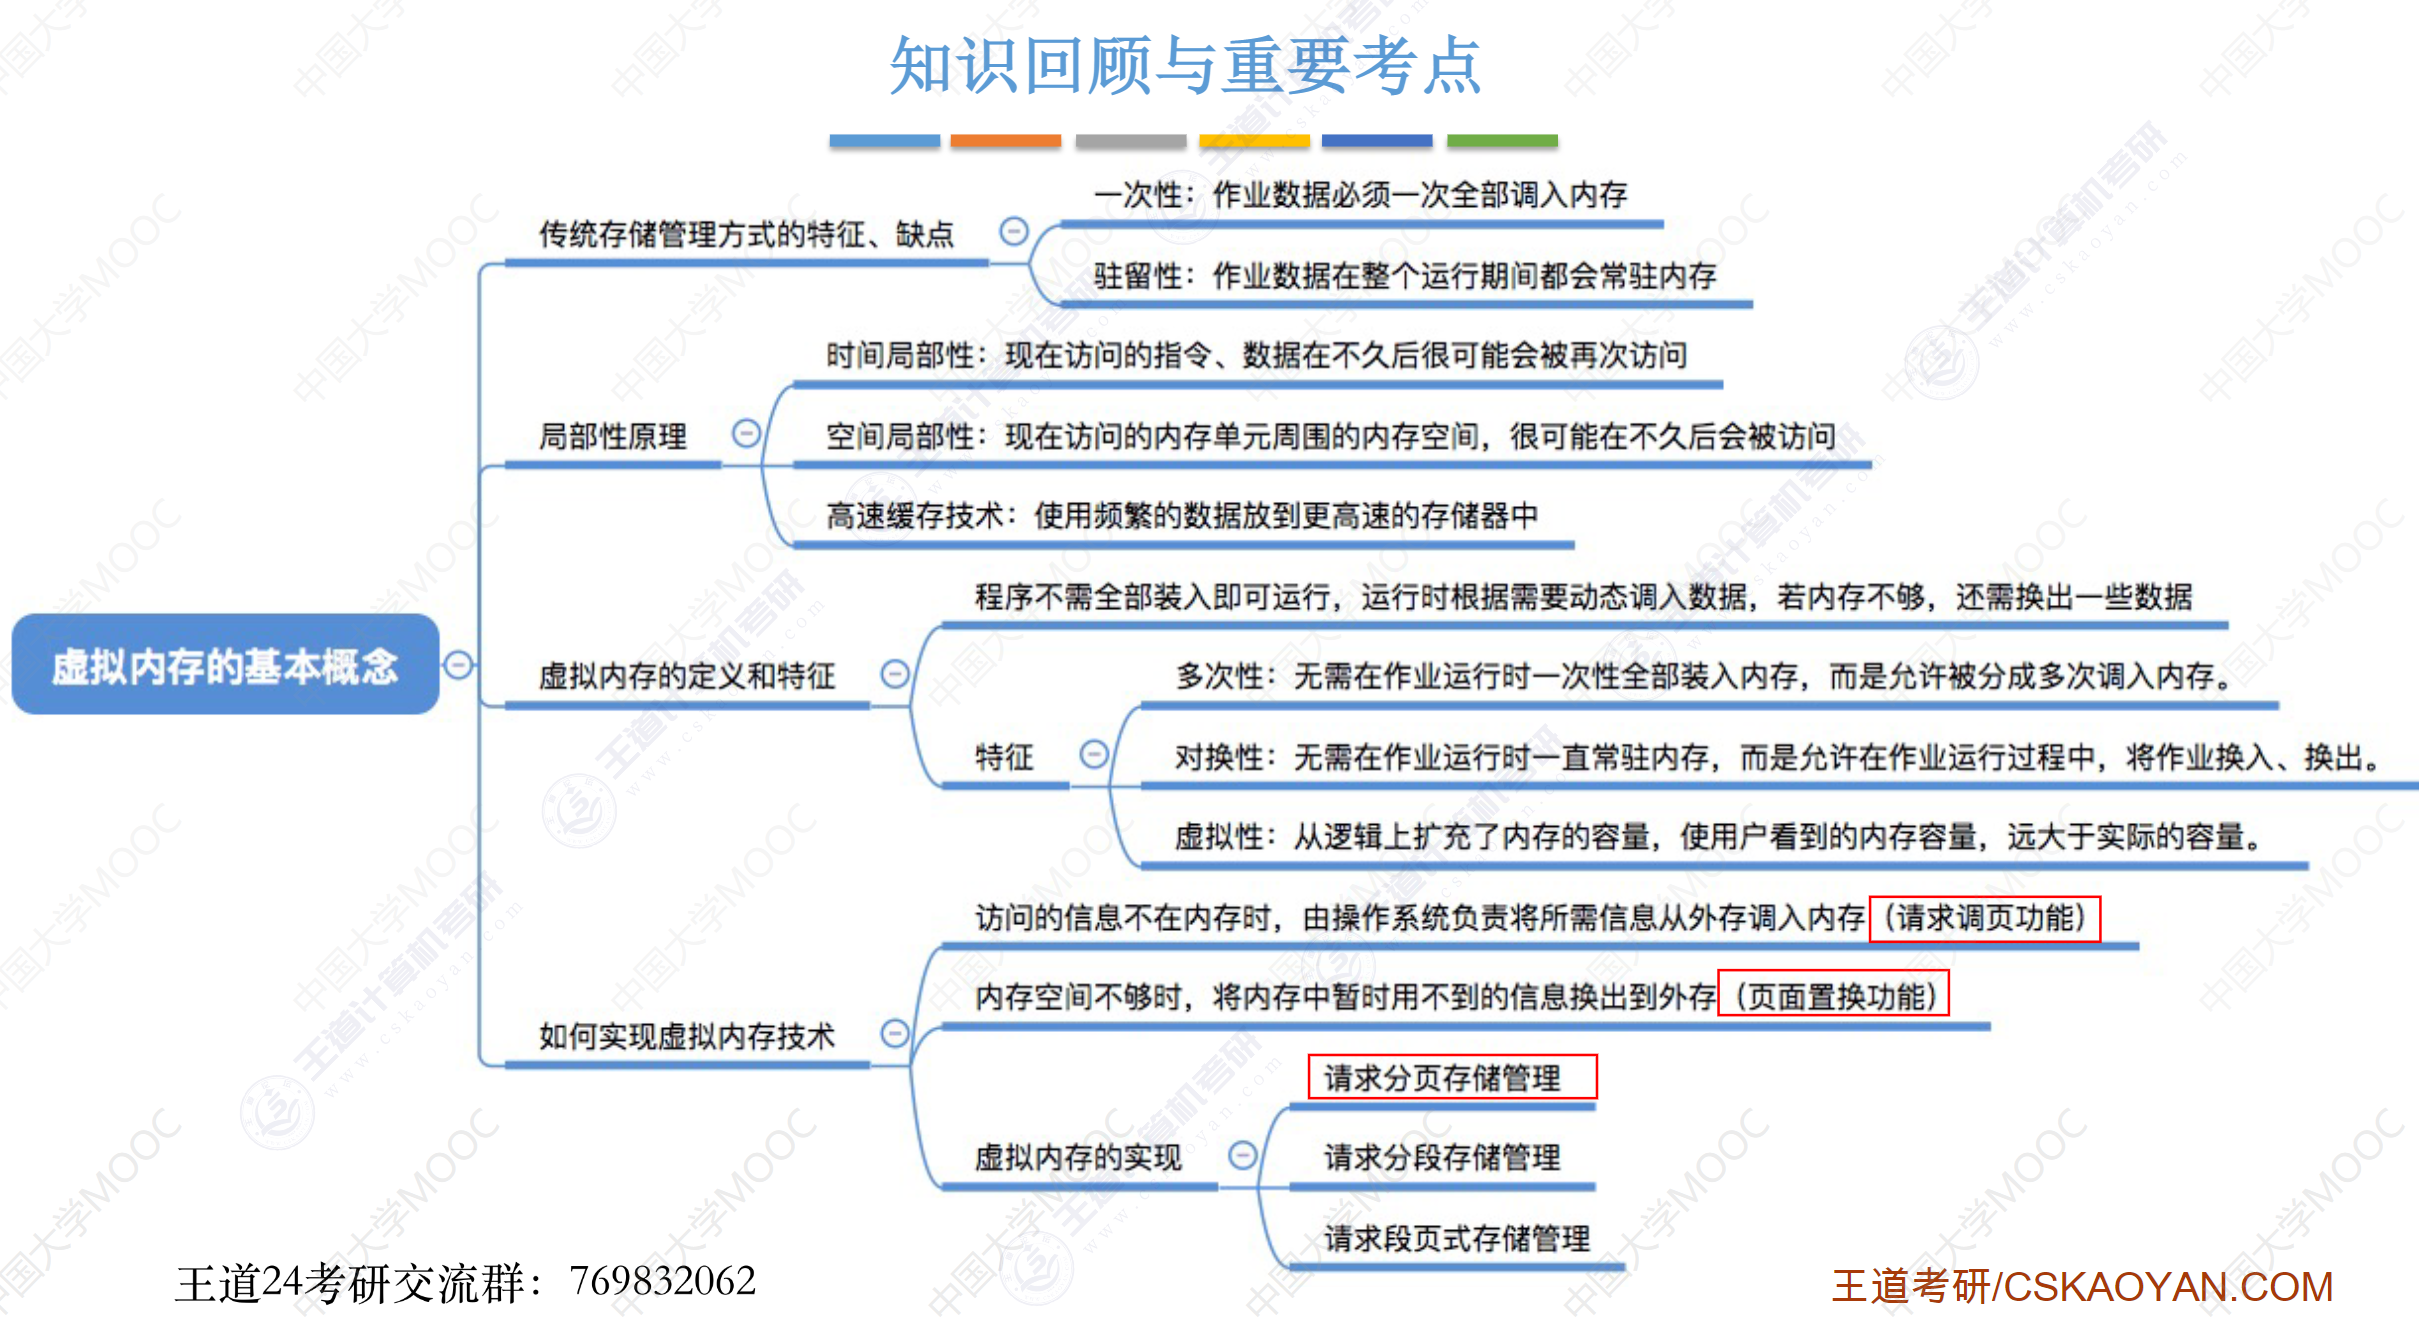 知识回顾与重要考点
一次性：作业数据必须一次全部调入内存
传统存储管理方式的特征、缺点
驻留性：作业数据在整个运行期间都会常驻内存
时间局部性：现在访问的指令、数据在不久后很可能会被再次访问
局部性原理
空间局部性：现在访问的内存单元周围的内存空间，很可能在不久后会被访问
高速缓存技术：使用频繁的数据放到更高速的存储器中
虚拟内存的基本概念
程序不需全部装入即可运行，运行时根据需要动态调入数据，若内存不够，还需换出一些数据
虚拟内存的定义和特征
多次性：无需在作业运行时一次性全部装入内存，而是允许被分成多次调入内存。
特征
对换性：无需在作业运行时一直常驻内存，而是允许在作业运行过程中，将作业换入、换出。
虚拟性：从逻辑上扩充了内存的容量，使用户看到的内存容量，远大于实际的容量。
访问的信息不在内存时，由操作系统负责将所需信息从外存调入内存（请求调页功能）
内存空间不够时，将内存中暂时用不到的信息换出到外存（页面置换功能）
如何实现虚拟内存技术
请求分页存储管理
虚拟内存的实现
请求分段存储管理
请求段页式存储管理
王道24考研交流群：769832062
王道考研/CSKAOYAN.COM
中国大学MOOC
王道计算机考研
www.cskaoyan.com